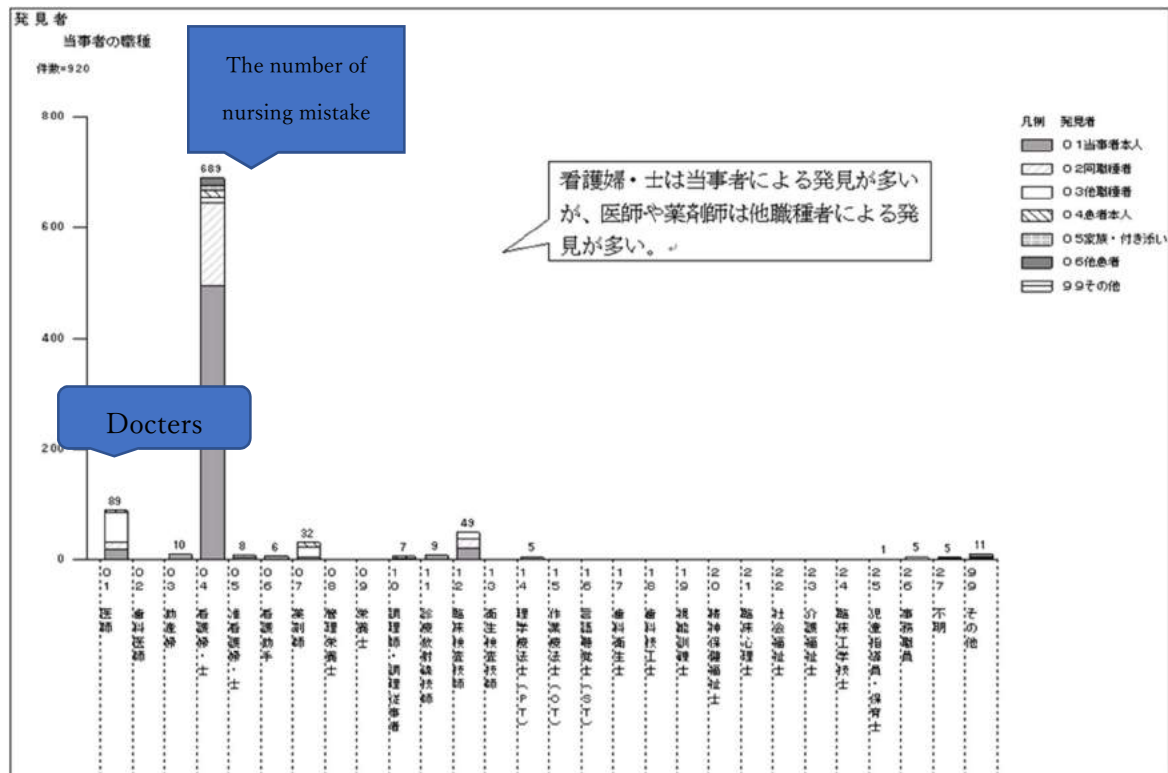 発見者
当事者の職種
件数=920
The number of
nursing mistake
Docters
看護婦・士は当事者による発見が多い
が、医師や薬剤師は他職種者による発
見が多い。
凡例 発見者
01当事者本人
02同職種者
03他職種者
04患者本人
05家族・付き添い
06他患者
99その他
800
600
400
200
0
89
10
689
8
6
32
7
9
49
5
1
5
5
11
01 医師
02 歯科医師
03 助産婦
04 看護婦・士
05 准看護婦・士
06 看護助手
07 薬剤師
08 管理栄養士
09 栄養士
10 調理師・調理従事者
11 診療放射線技師
12 臨床検査技師
13 衛生検査技師
14 理学療法士(PT)
15 作業療法士(OT)
16 言語聴覚士(ST)
17 歯科衛生士
18 歯科技工士
19 視能訓練士
20 精神保健福祉士
21 臨床心理士
22 社会福祉士
23 介護福祉士
24 臨床工学技士
25 児童指導員・保育士
26 事務職員
27 不明
99 その他